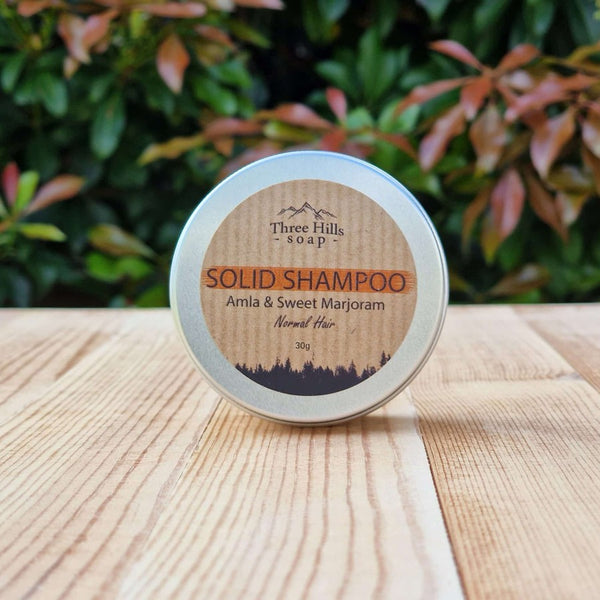 Three Hills
- soap -
SOLID SHAMPOO
Amla & Sweet Marjoram
Normal Hair
30g